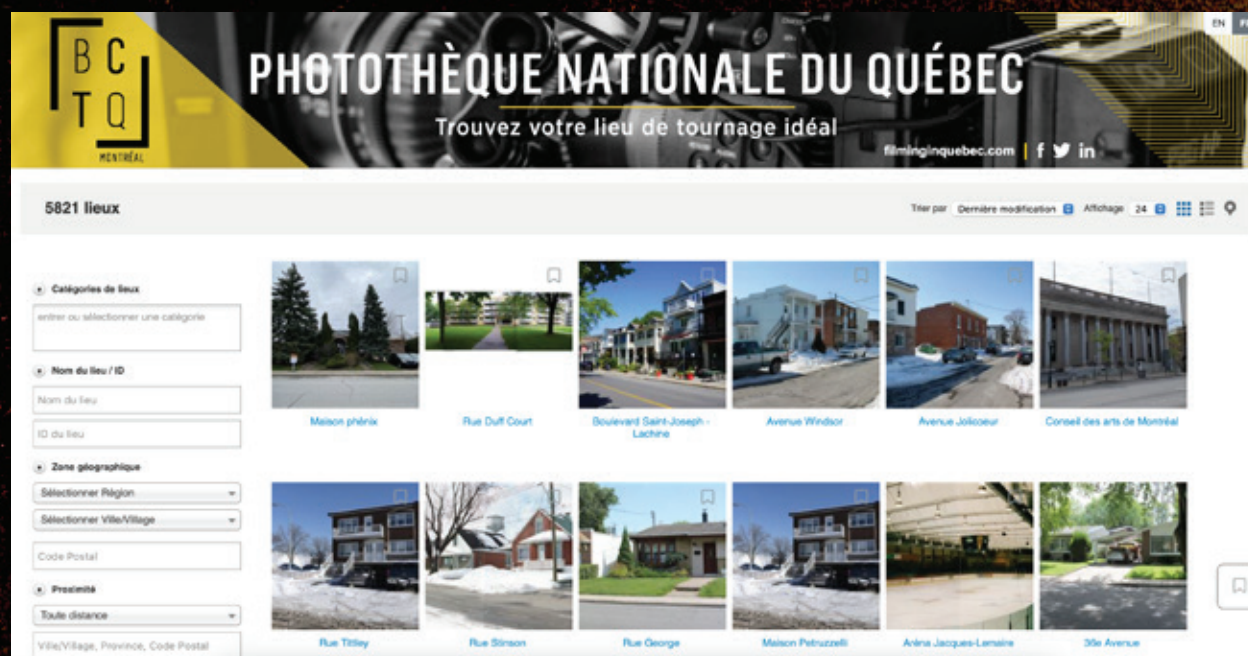 EN FR
B C
T Q
MONTRÉAL
PHOTOTHÈQUE NATIONALE DU QUÉBEC
Trouvez votre lieu de tournage idéal
filminginquebec.com | f in
5821 lieux
Trier par Dernière modification Affichage 24
Catégories de lieux
entrer ou sélectionner une catégorie
Nom du lieu / ID
Nom du lieu
ID du lieu
Zone géographique
Sélectionner Région
Sélectionner Ville/Village
Code Postal
Proximité
Toute distance
Ville/Village, Province, Code Postal
Maison phénix
Rue Duff Court
Boulevard Saint-Joseph -
Lachine
Avenue Windsor
Avenue Jolicoeur
Conseil des arts de Montréal
Rue Tittley
Rue Stinson
Rue George
Maison Petruzzelli
Aréna Jacques-Lemaire
36e Avenue